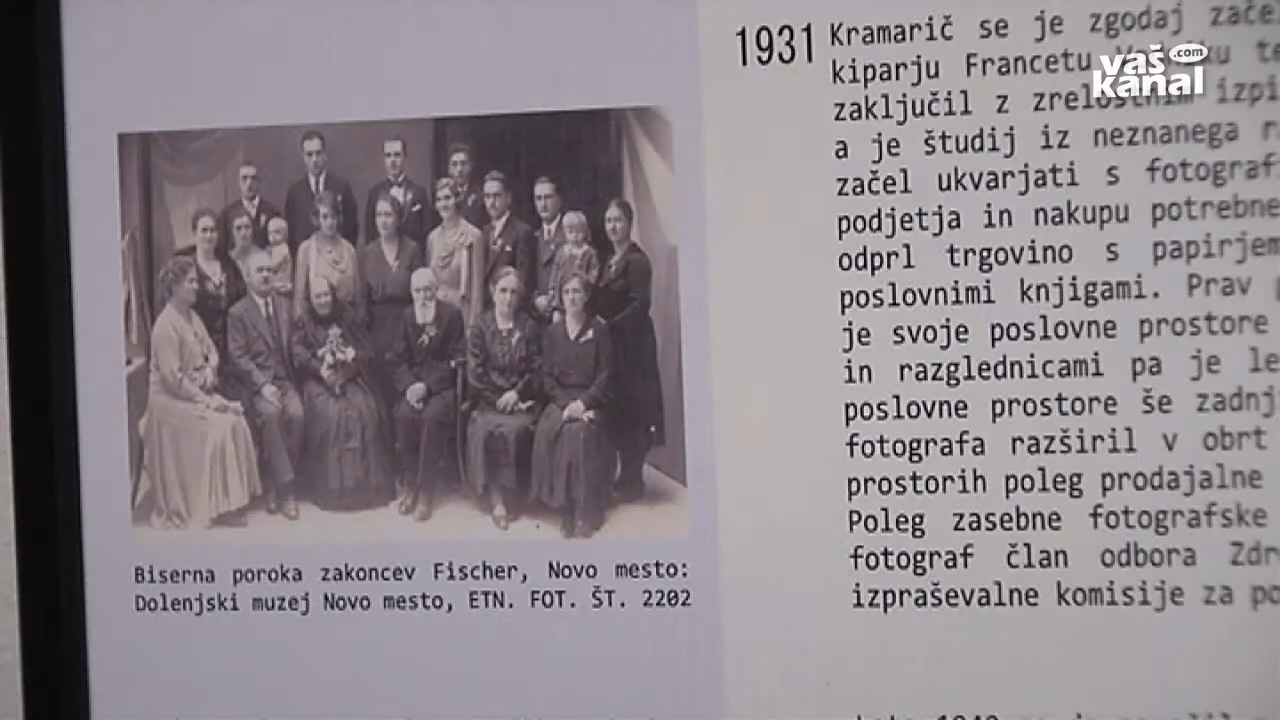 vaš
.com
kanal
1931
Kramarič se je zgodaj
kiparju Francetu
zaključil z zrelostnim
a je študij iz neznanega
začel ukvarjati s
podjetja in nakupu
odprl trgovino s
poslovnimi knjigami. Prav
je svoje poslovne prostore
in razglednicami pa je
poslovne prostore še
fotografa razširil v obrt
prostorih poleg prodajalne
Poleg zasebne fotografske
fotograf član odbora
izpraševalne komisije za
Biserna poroka zakoncev Fischer, Novo mesto:
Dolenjski muzej Novo mesto, ETN. FOT. ŠT. 2202